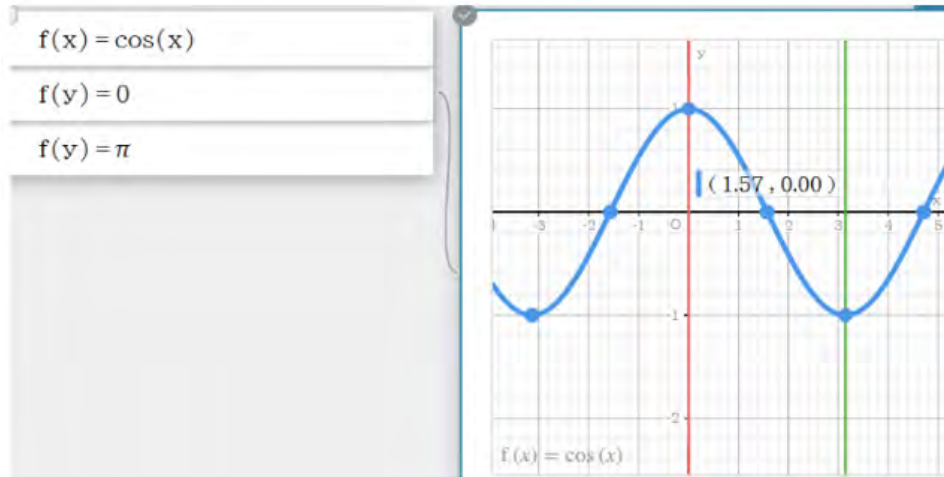 f(x) = cos(x)
f(y) = 0
f(y) = π
y
1
(1.57 , 0.00)
x
-3
-2
-1
O
1
2
3
4
5
-1
-2
f(x) = cos(x)